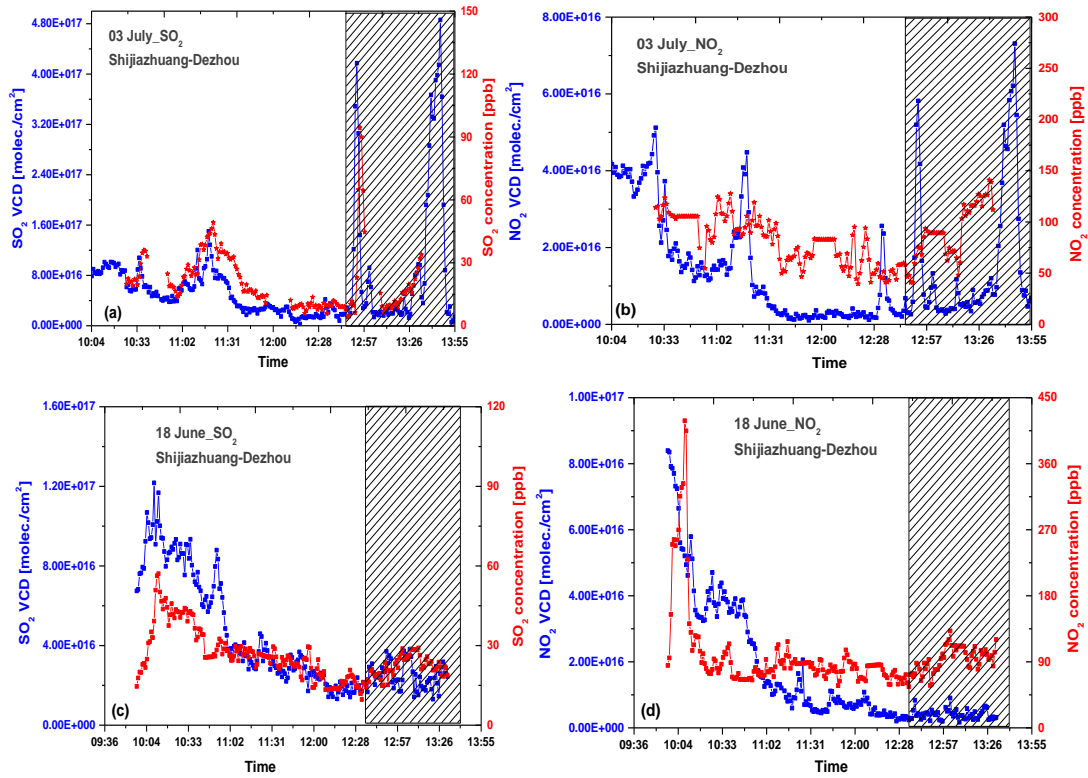 4.80E+017
4.00E+017
3.20E+017
2.40E+017
1.60E+017
8.00E+016
0.00E+000
SO2 VCD [molec./cm2]
03 July_SO2
Shijiazhuang-Dezhou
(a)
150
120
90
60
30
0
SO2 concentration [ppb]
10:04 10:33 11:02 11:31 12:00 12:28 12:57 13:26 13:55
Time
8.00E+016
6.00E+016
4.00E+016
2.00E+016
0.00E+000
NO2 VCD [molec./cm2]
03 July_NO2
Shijiazhuang-Dezhou
(b)
300
250
200
150
100
50
0
NO2 concentration [ppb]
10:04 10:33 11:02 11:31 12:00 12:28 12:57 13:26 13:55
Time
1.60E+017
1.20E+017
8.00E+016
4.00E+016
0.00E+000
SO2 VCD [molec./cm2]
18 June_SO2
Shijiazhuang-Dezhou
(c)
120
90
60
30
0
SO2 concentration [ppb]
09:36 10:04 10:33 11:02 11:31 12:00 12:28 12:57 13:26 13:55
Time
1.00E+017
8.00E+016
6.00E+016
4.00E+016
2.00E+016
0.00E+000
NO2 VCD [molec./cm2]
18 June_NO2
Shijiazhuang-Dezhou
(d)
450
360
270
180
90
0
NO2 concentration [ppb]
09:36 10:04 10:33 11:02 11:31 12:00 12:28 12:57 13:26 13:55
Time